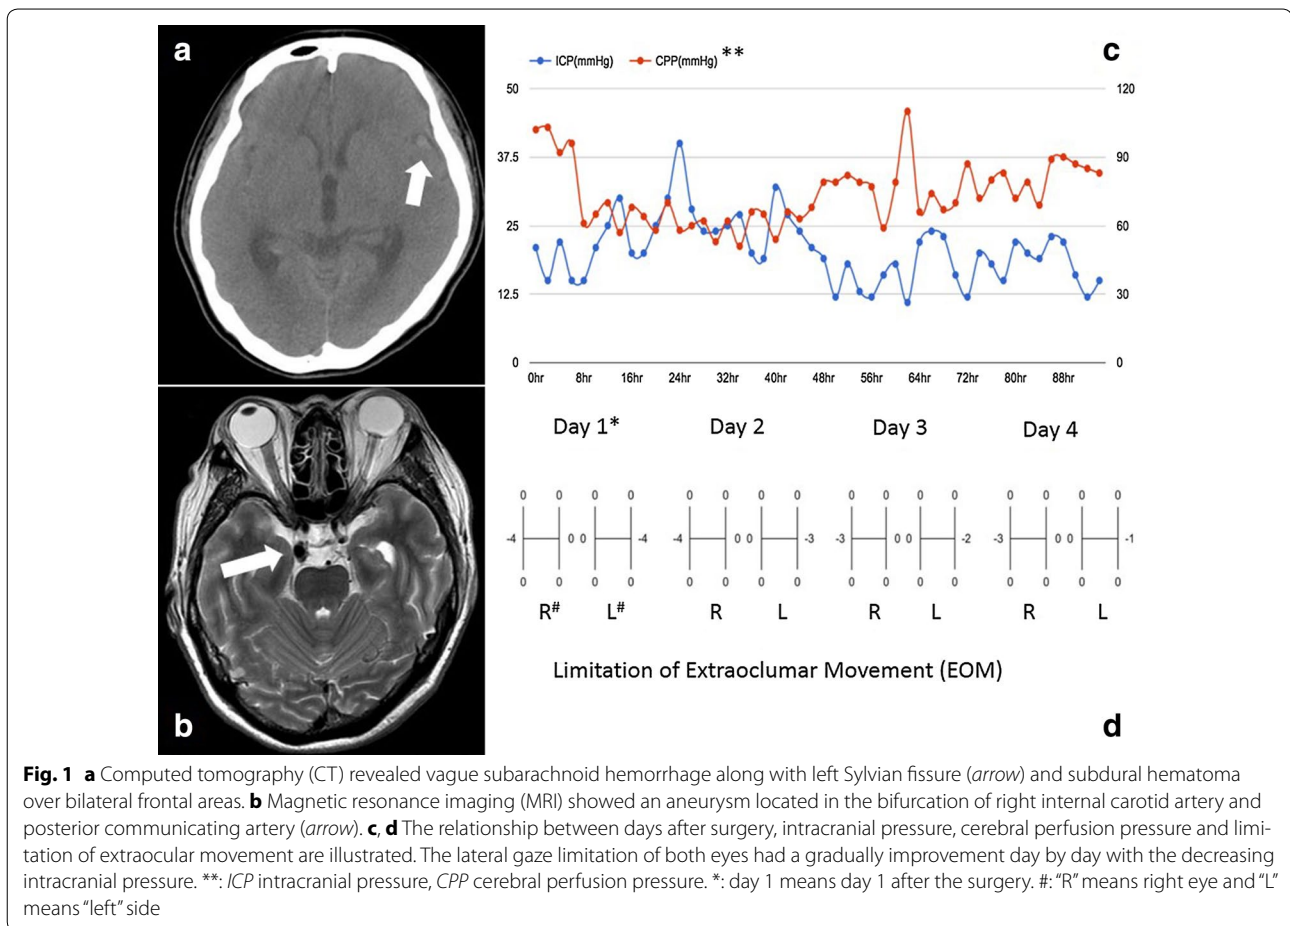 a
c
ICP(mmHg) CPP(mmHg) **
50 120
37.5 90
25 60
12.5 30
0 0
0hr 8hr 16hr 24hr 32hr 40hr 48hr 56hr 64hr 72hr 80hr 88hr
Day 1* Day 2 Day 3 Day 4
0 0 0 0 0 0 0 0 0 0 0 0 0 0 0 0
-4 0 0 -4 -4 0 0 -3 -3 0 0 -2 -3 0 0 -1
0 0 0 0 0 0 0 0 0 0 0 0 0 0 0 0
R# L# R L R L R L
Limitation of Extraoclumar Movement (EOM)
b
d
Fig. 1 a Computed tomography (CT) revealed vague subarachnoid hemorrhage along with left Sylvian fissure (arrow) and subdural hematoma
over bilateral frontal areas. b Magnetic resonance imaging (MRI) showed an aneurysm located in the bifurcation of right internal carotid artery and
posterior communicating artery (arrow). c, d The relationship between days after surgery, intracranial pressure, cerebral perfusion pressure and limi-
tation of extraocular movement are illustrated. The lateral gaze limitation of both eyes had a gradually improvement day by day with the decreasing
intracranial pressure. **: ICP intracranial pressure, CPP cerebral perfusion pressure. *: day 1 means day 1 after the surgery. #: “R” means right eye and “L”
means “left” side